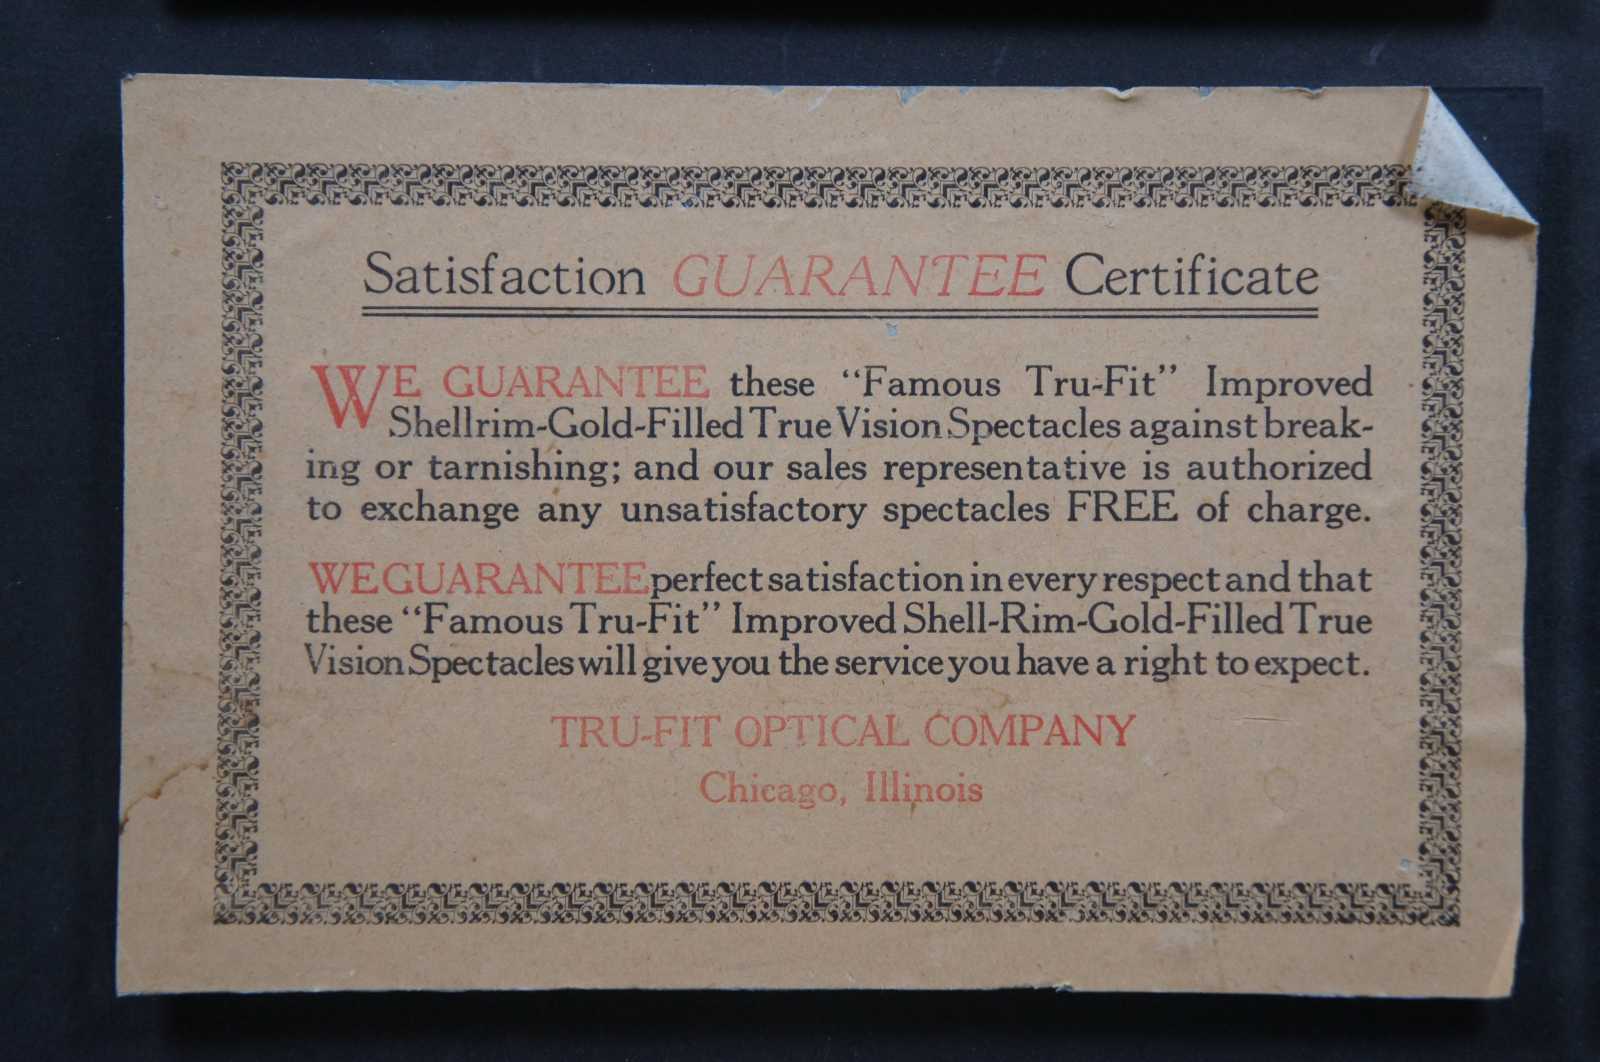 Satisfaction GUARANTEE Certificate
WE GUARANTEE these “Famous Tru-Fit” Improved
Shellrim-Gold-Filled True Vision Spectacles against break-
ing or tarnishing; and our sales representative is authorized
to exchange any unsatisfactory spectacles FREE of charge.
WE GUARANTEE perfect satisfaction in every respect and that
these “Famous Tru-Fit” Improved Shell-Rim-Gold-Filled True
Vision Spectacles will give you the service you have a right to expect.
TRU-FIT OPTICAL COMPANY
Chicago, Illinois